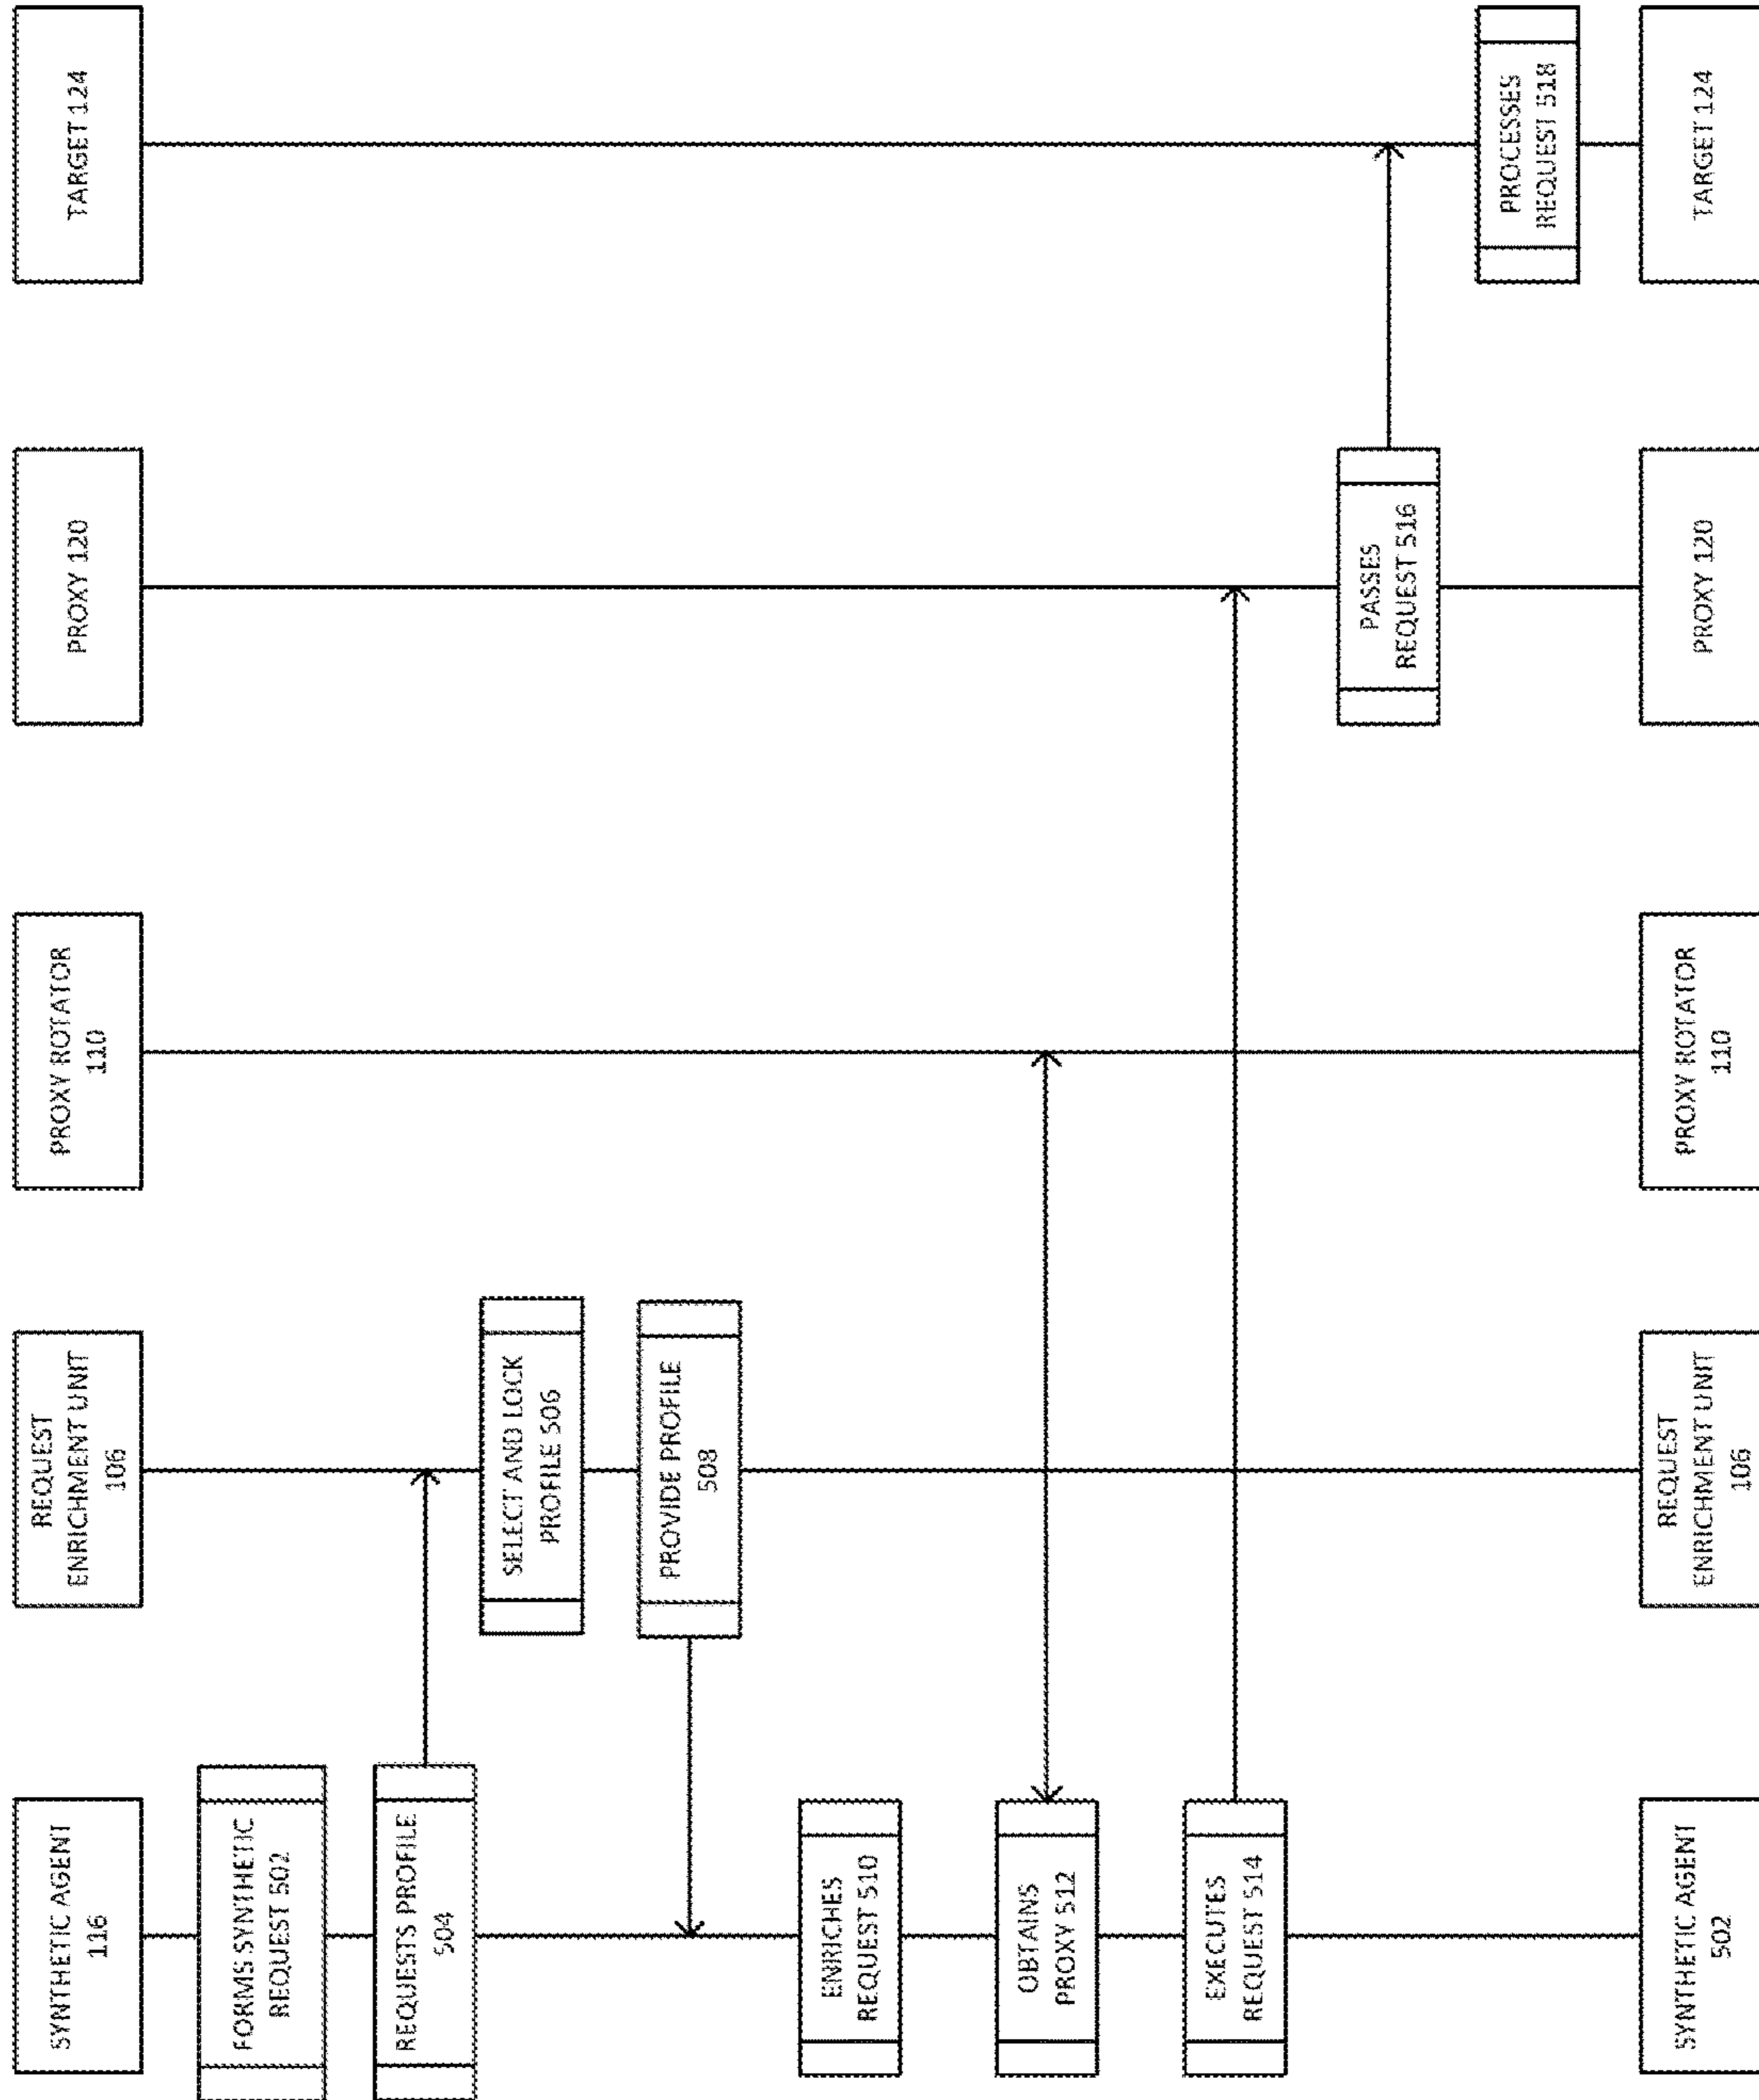 SYNTHETIC AGENT
116
REQUEST
ENRICHMENT UNIT
106
PROXY ROTATOR
110
PROXY 120
TARGET 124
FORMS SYNTHETIC
REQUEST 502
REQUESTS PROFILE
504
SELECT AND LOCK
PROFILE 506
PROVIDE PROFILE
508
ENRICHES
REQUEST 510
OBTAINS
PROXY 512
EXECUTES
REQUEST 514
PASSES
REQUEST 516
PROCESSES
REQUEST 518
SYNTHETIC AGENT
502
REQUEST
ENRICHMENT UNIT
106
PROXY ROTATOR
110
PROXY 120
TARGET 124